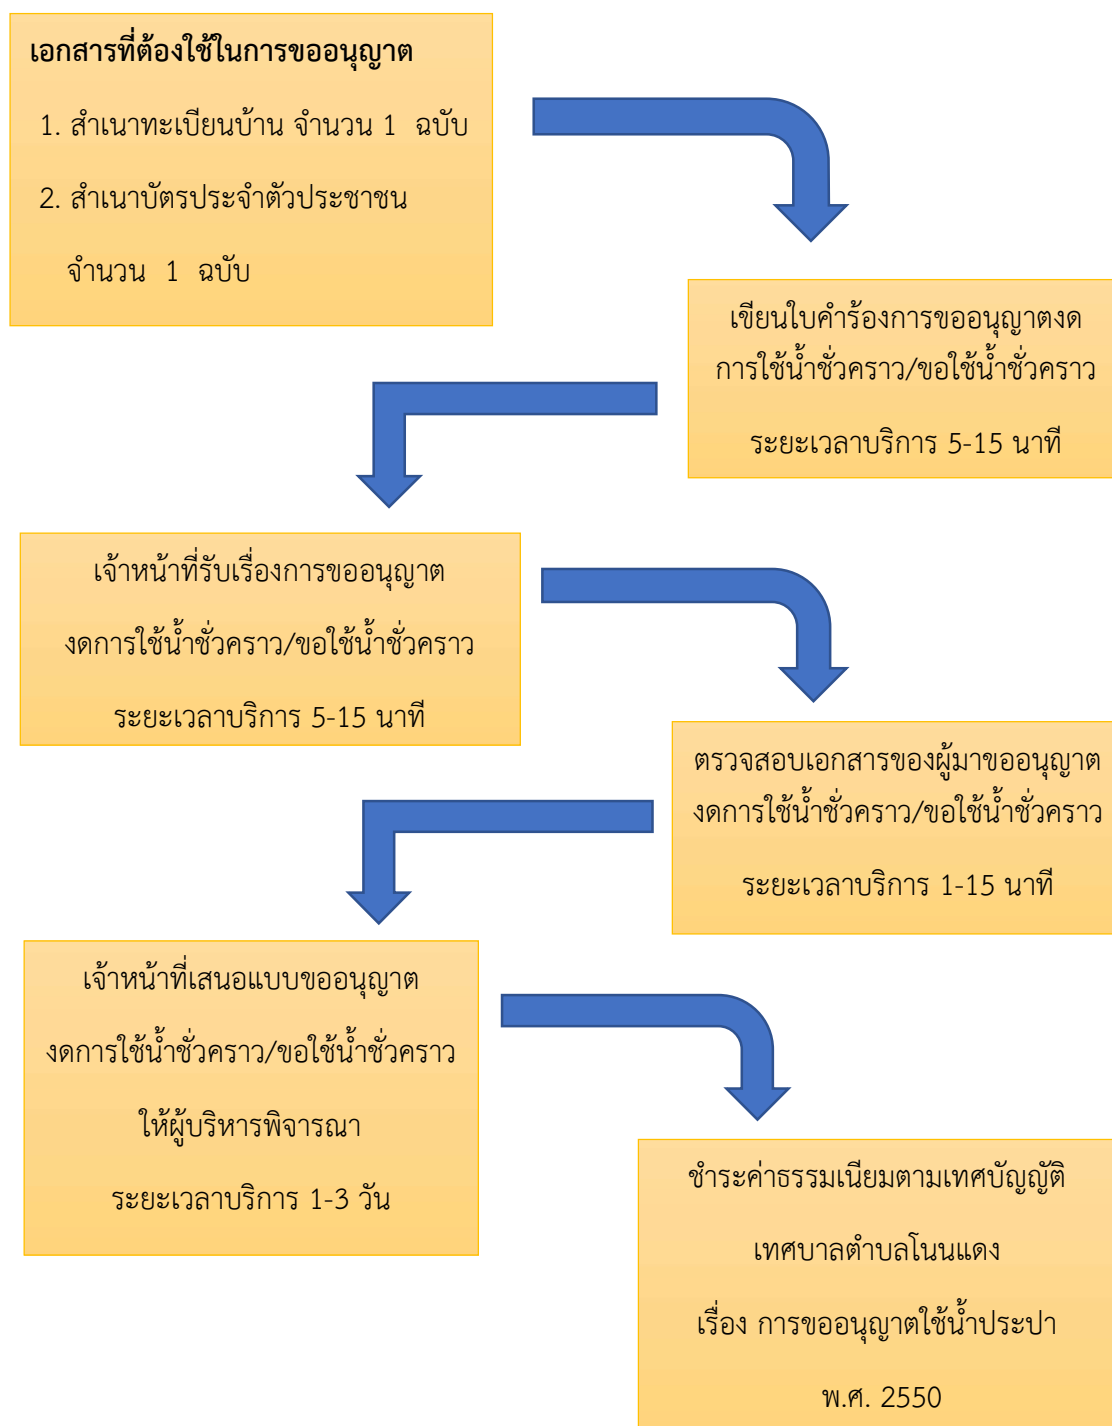 เอกสารที่ต้องใช้ในการขออนุญาต
1. สำเนาทะเบียนบ้าน จำนวน 1 ฉบับ
2. สำเนาบัตรประจำตัวประชาชน
จำนวน 1 ฉบับ
เขียนใบคำร้องการขออนุญาตงด
การใช้น้ำชั่วคราว/ขอใช้น้ำชั่วคราว
ระยะเวลาบริการ 5-15 นาที
เจ้าหน้าที่รับเรื่องการขออนุญาต
งดการใช้น้ำชั่วคราว/ขอใช้น้ำชั่วคราว
ระยะเวลาบริการ 5-15 นาที
ตรวจสอบเอกสารของผู้มาขออนุญาต
งดการใช้น้ำชั่วคราว/ขอใช้น้ำชั่วคราว
ระยะเวลาบริการ 1-15 นาที
เจ้าหน้าที่เสนอแบบขออนุญาต
งดการใช้น้ำชั่วคราว/ขอใช้น้ำชั่วคราว
ให้ผู้บริหารพิจารณา
ระยะเวลาบริการ 1-3 วัน
ชำระค่าธรรมเนียมตามเทศบัญญัติ
เทศบาลตำบลโนนแดง
เรื่อง การขออนุญาตใช้น้ำประปา
พ.ศ. 2550